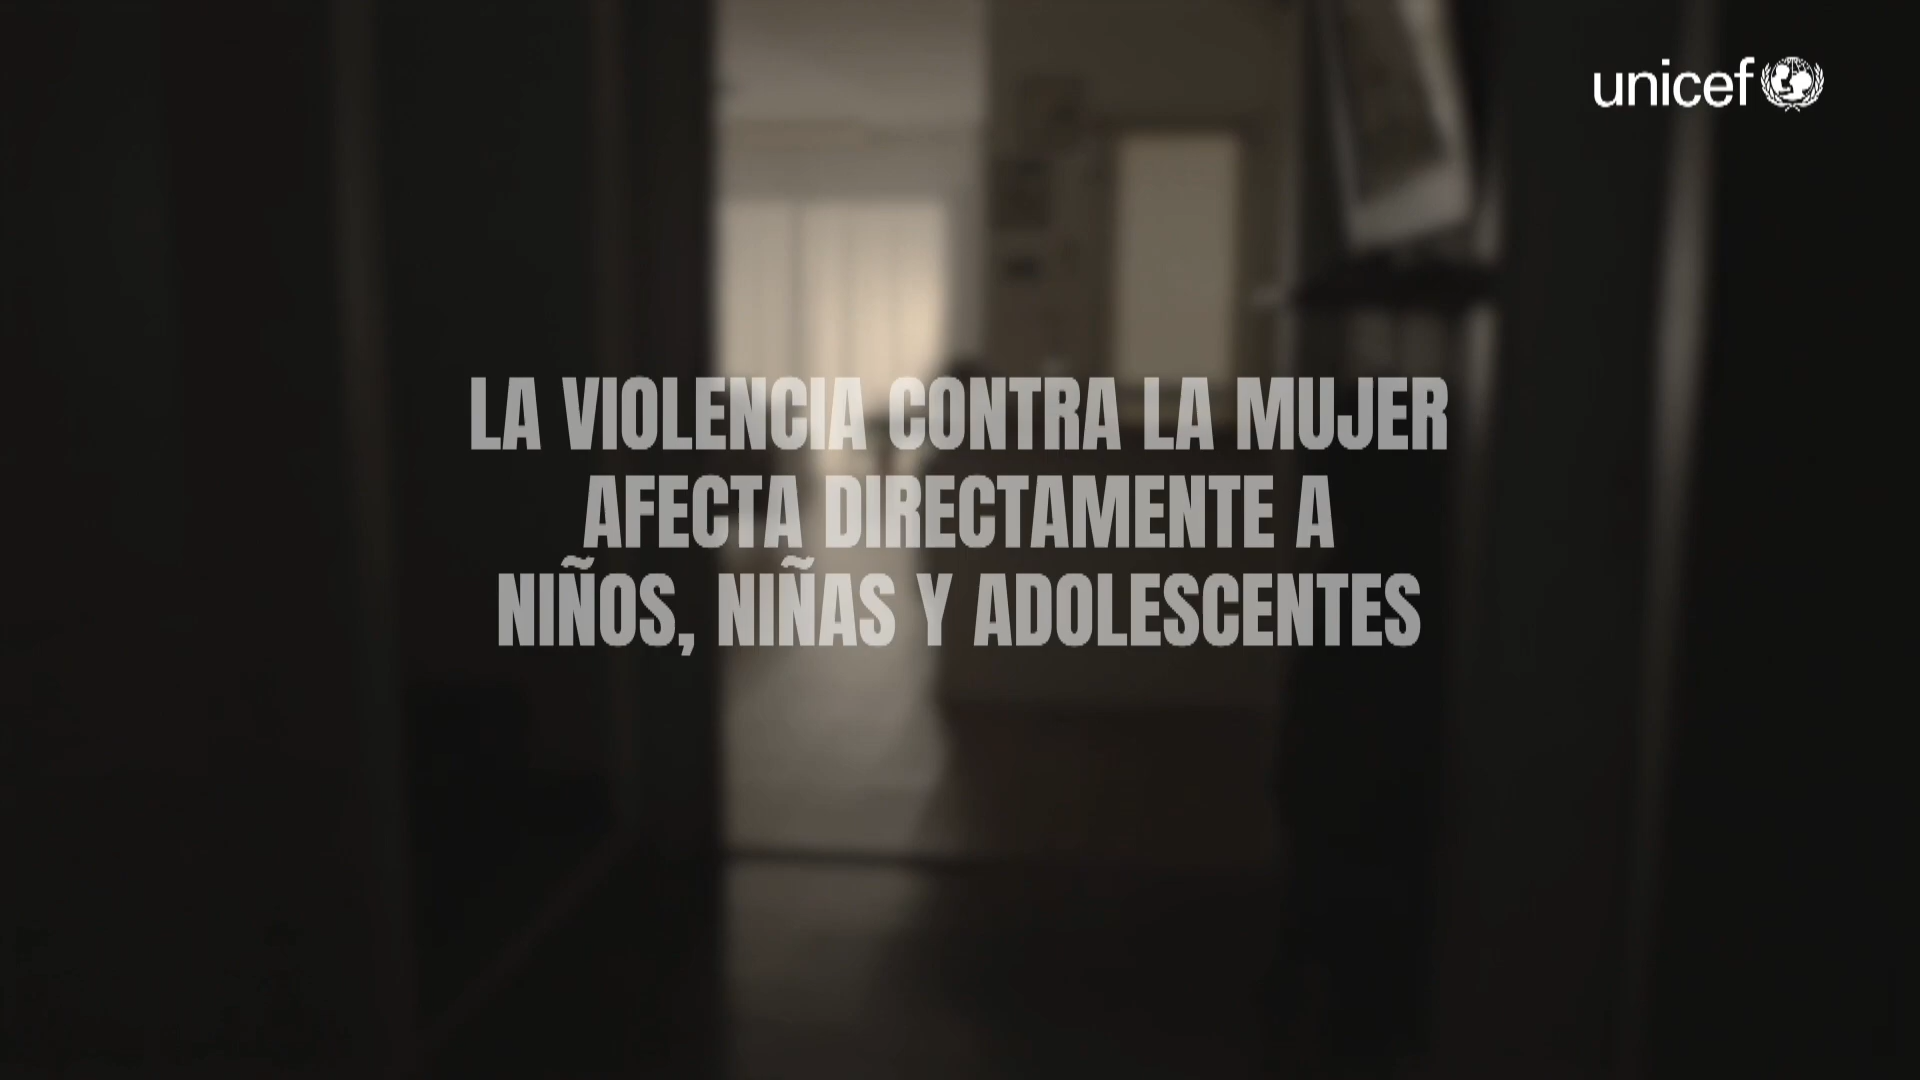 unicef
LA VIOLENCIA CONTRA LA MUJER
AFECTA DIRECTAMENTE A
NIÑOS, NIÑAS Y ADOLESCENTES